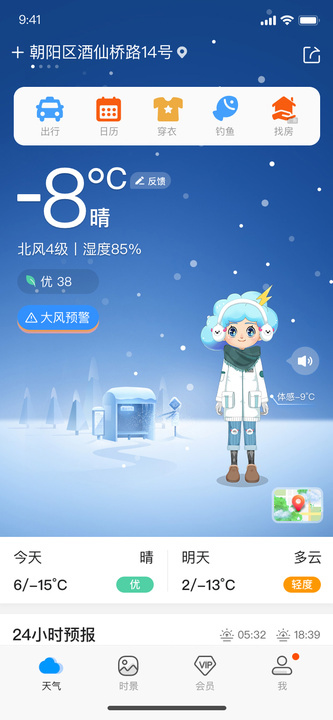 9:41
朝阳区酒仙桥路14号
出行 日历 穿衣 钓鱼 找房
-8°C
反馈
晴
北风4级 | 湿度85%
优 38
大风预警
体感-9°C
今天 晴
6/-15°C 优
明天 多云
2/-13°C 轻度
24小时预报 05:32 18:39
VIP
天气 时景 会员 我